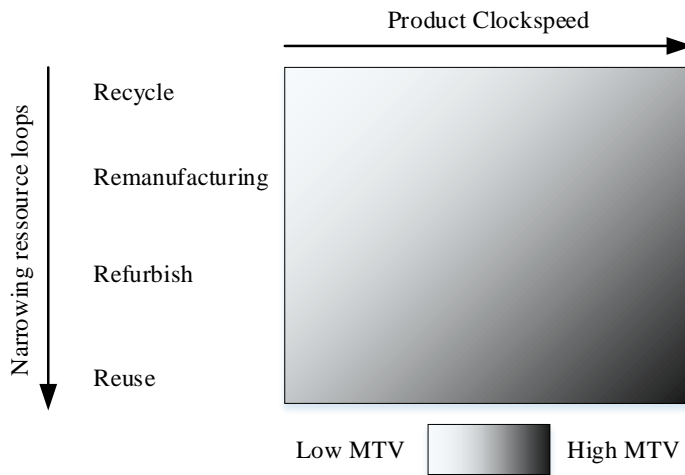 Product Clockspeed
Narrowing ressource loops
Recycle
Remanufacturing
Refurbish
Reuse
Low MTV
High MTV